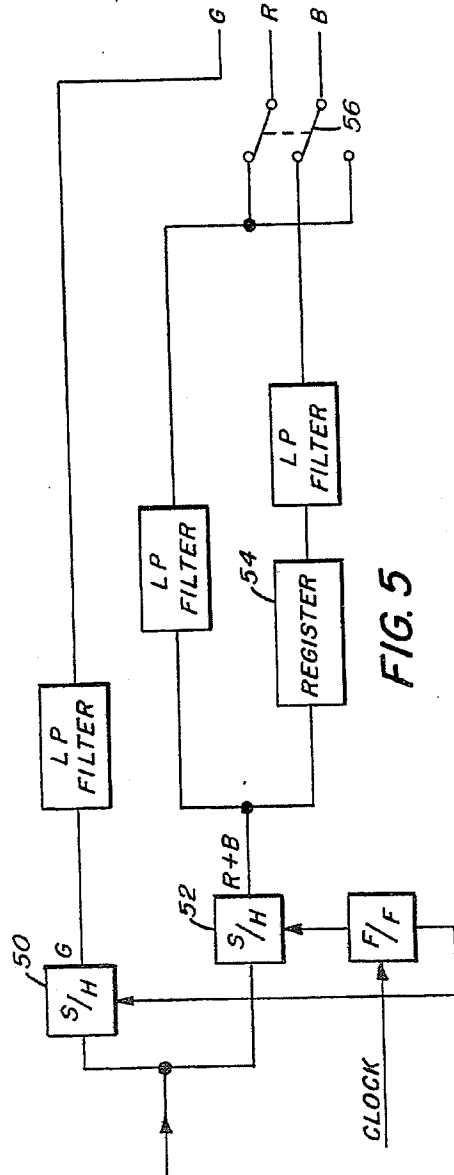 G
R
B
56
LP
FILTER
LP
FILTER
LP
FILTER
54
REGISTER
50
G
S/H
52
R+B
S/H
F/F
CLOCK
FIG. 5